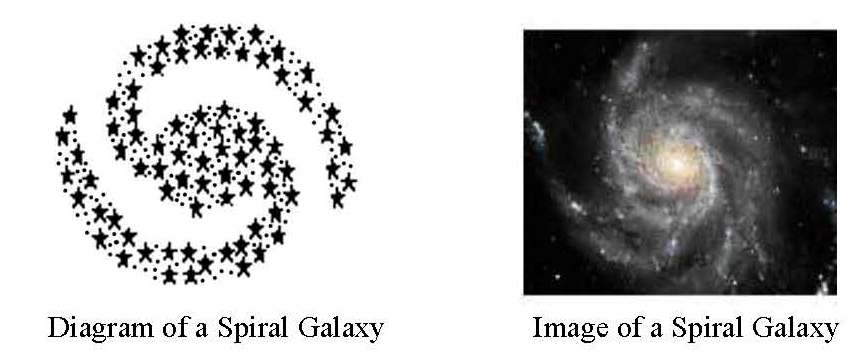 Diagram of a Spiral Galaxy
Image of a Spiral Galaxy